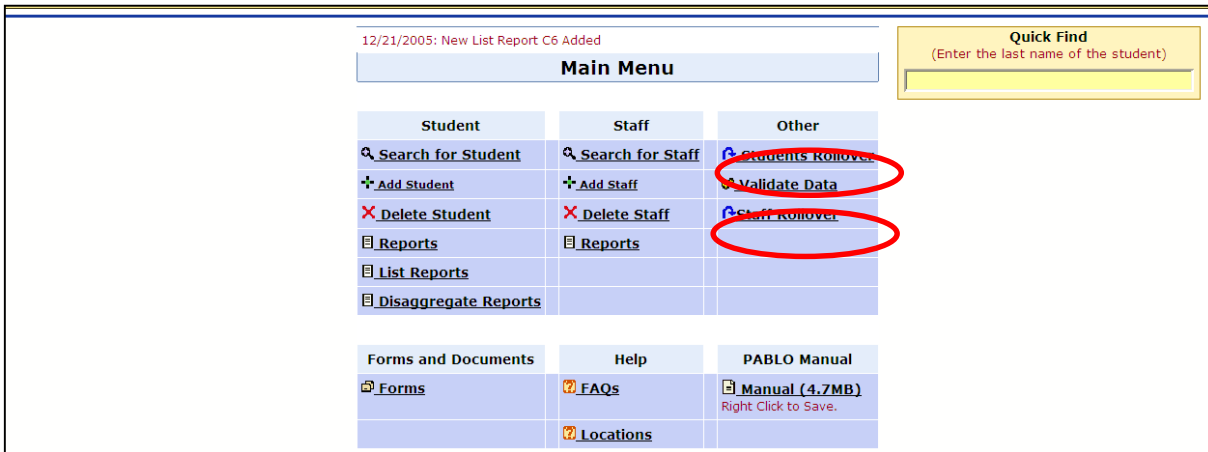 12/21/2005: New List Report C6 Added
Main Menu
Quick Find
(Enter the last name of the student)
Student Staff Other
Search for Student Search for Staff Students Rollover
Add Student Add Staff Validate Data
Delete Student Delete Staff Staff Rollover
Reports Reports
List Reports
Disaggregate Reports
Forms and Documents Help PABLO Manual
Forms FAQs Manual (4.7MB)
Right Click to Save.
Locations